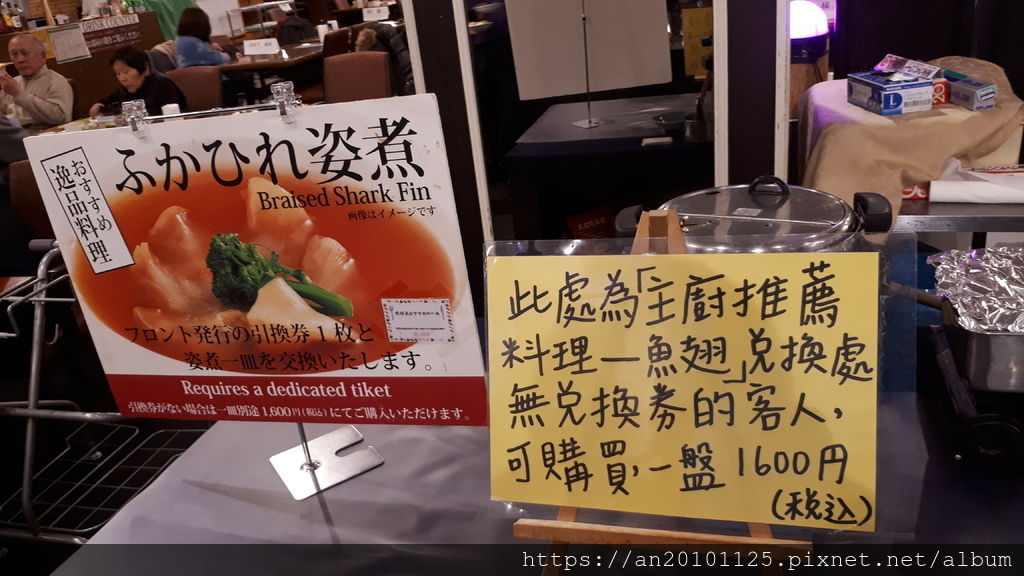 DRINK COUNTER
おすすめ
逸品料理
ふかひれ姿煮
Braised Shark Fin
画像はイメージです
フロント発行の引換券1枚と
姿煮一皿を交換いたします。
Requires a dedicated tiket
引換券がない場合は一皿別途1,600円(税込)にてご購入いただけます。
此處為「主廚推薦
料理—魚翅」兌換處
無兌換券的客人,
可購買,一盤1600円
(税込)
L
https://an20101125.pixnet.net/album